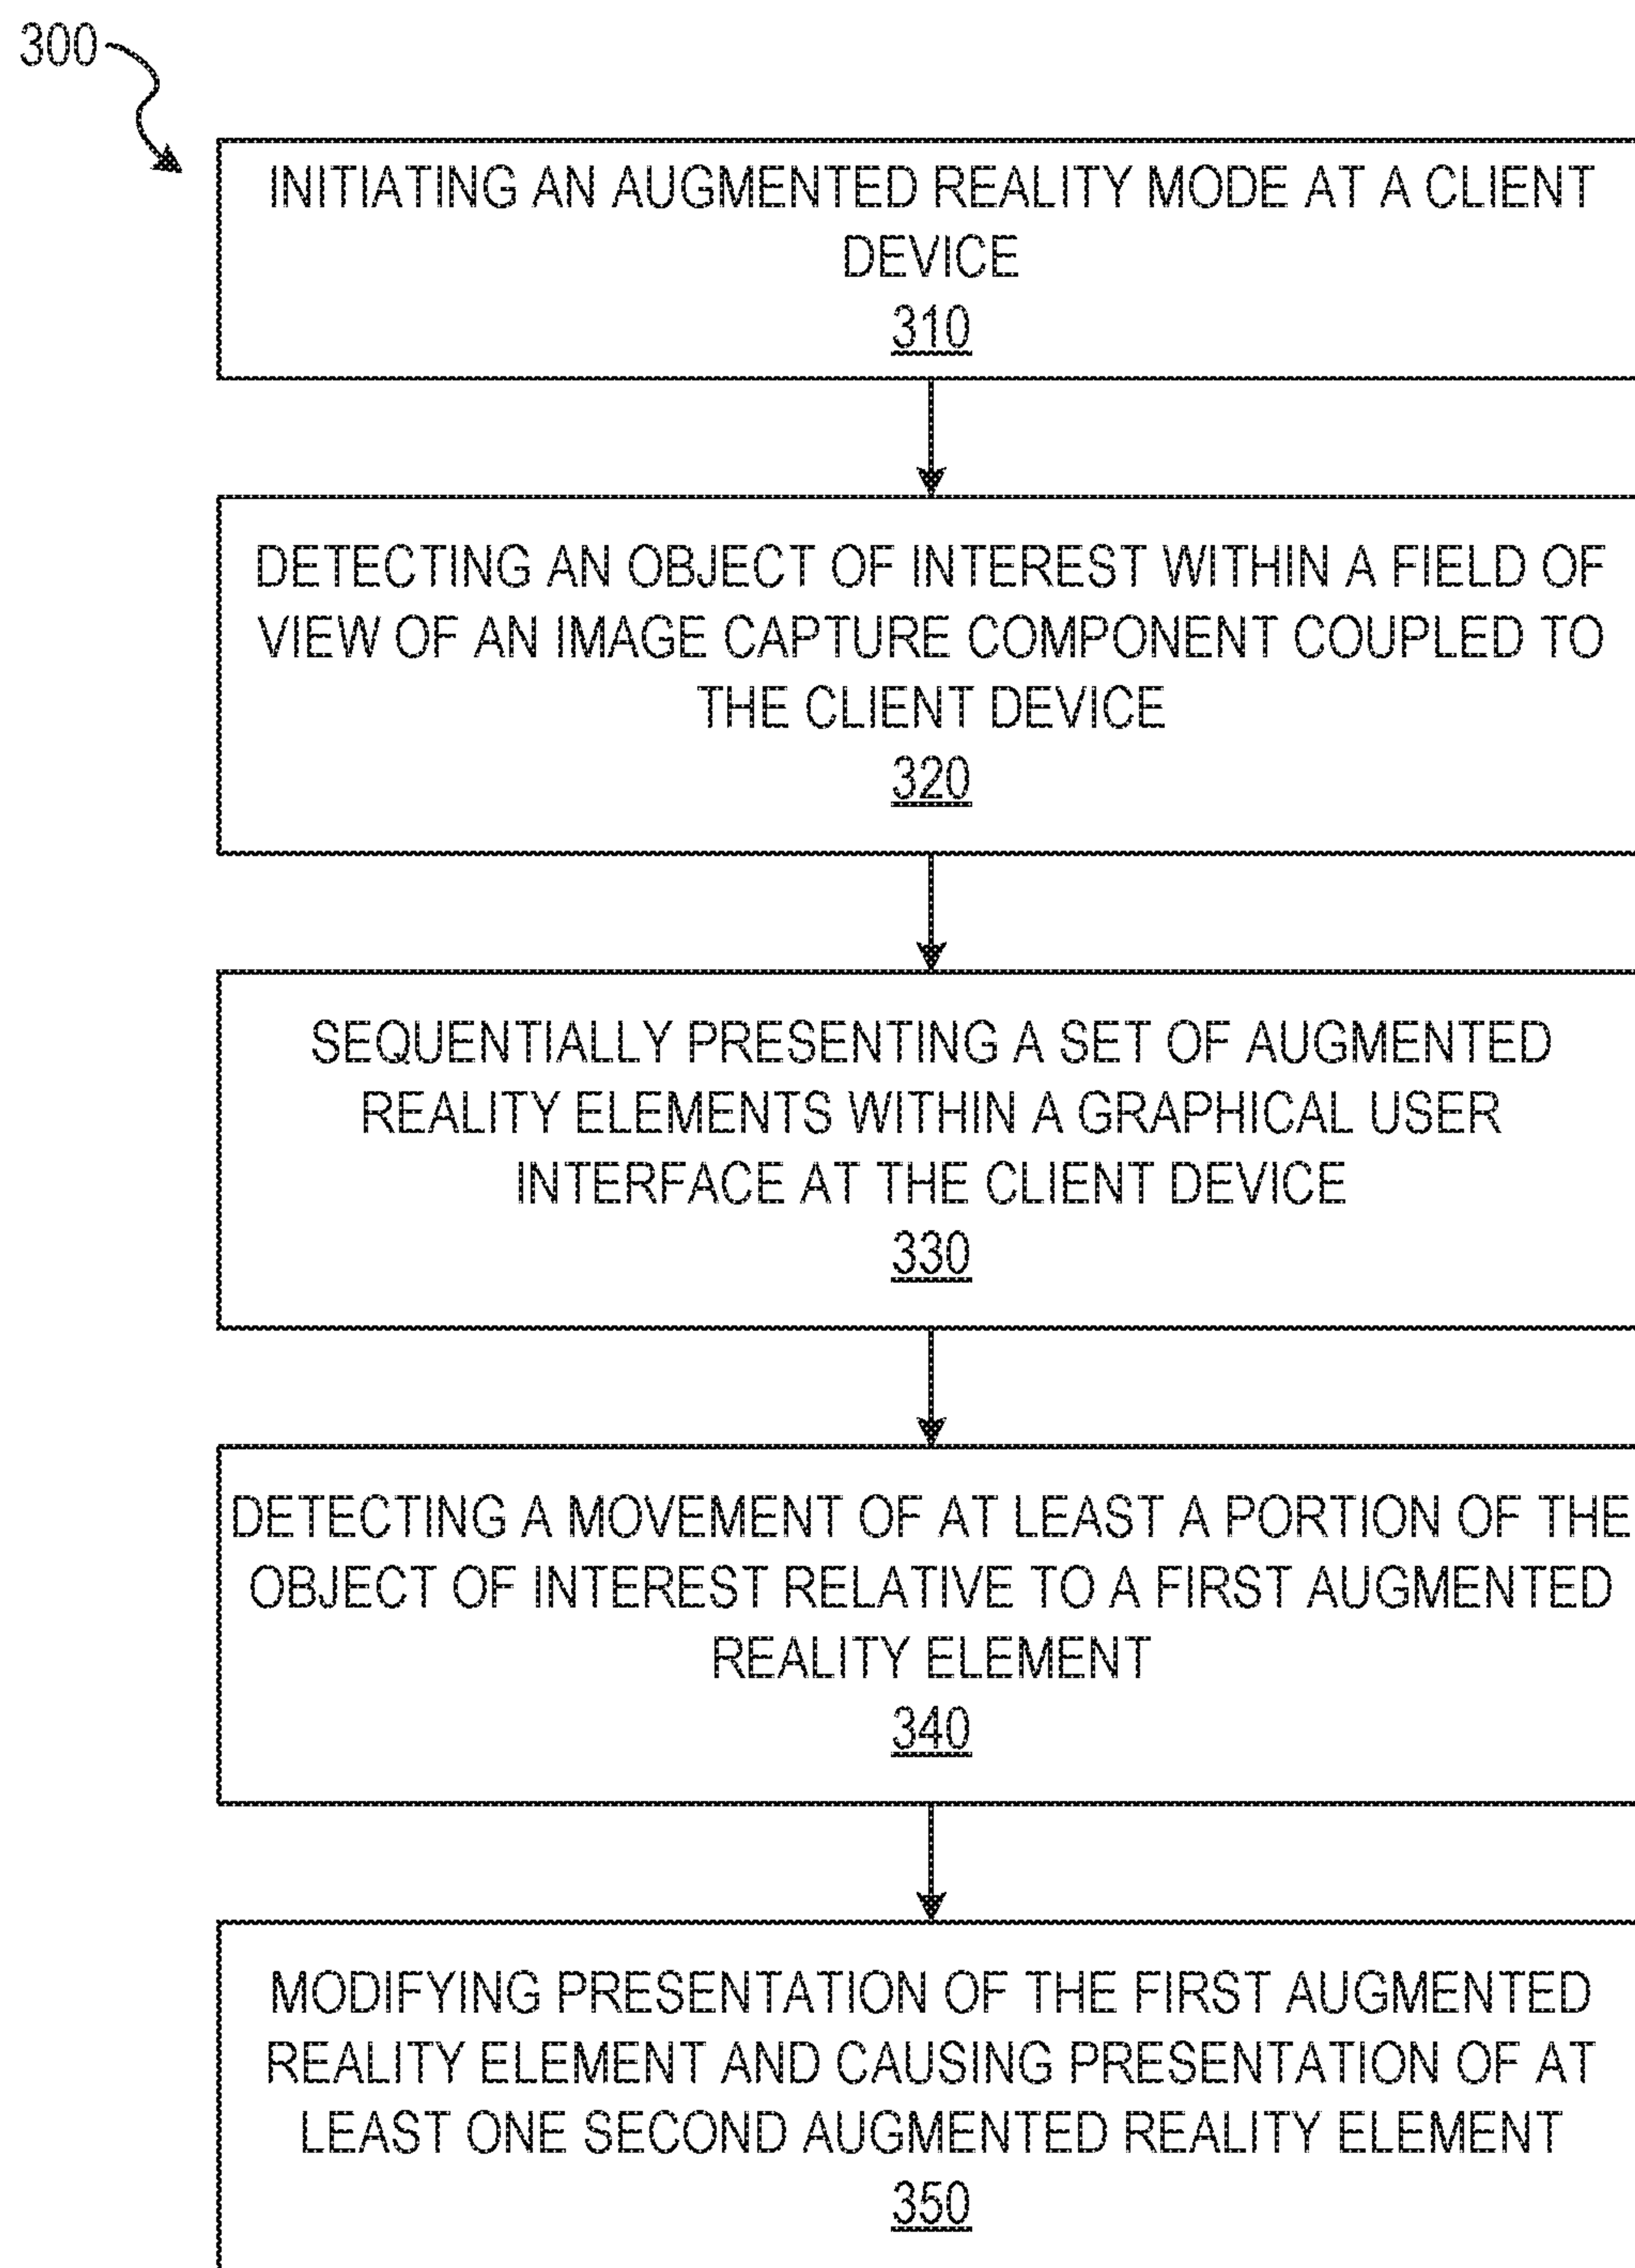 300
INITIATING AN AUGMENTED REALITY MODE AT A CLIENT
DEVICE
310
DETECTING AN OBJECT OF INTEREST WITHIN A FIELD OF
VIEW OF AN IMAGE CAPTURE COMPONENT COUPLED TO
THE CLIENT DEVICE
320
SEQUENTIALLY PRESENTING A SET OF AUGMENTED
REALITY ELEMENTS WITHIN A GRAPHICAL USER
INTERFACE AT THE CLIENT DEVICE
330
DETECTING A MOVEMENT OF AT LEAST A PORTION OF THE
OBJECT OF INTEREST RELATIVE TO A FIRST AUGMENTED
REALITY ELEMENT
340
MODIFYING PRESENTATION OF THE FIRST AUGMENTED
REALITY ELEMENT AND CAUSING PRESENTATION OF AT
LEAST ONE SECOND AUGMENTED REALITY ELEMENT
350